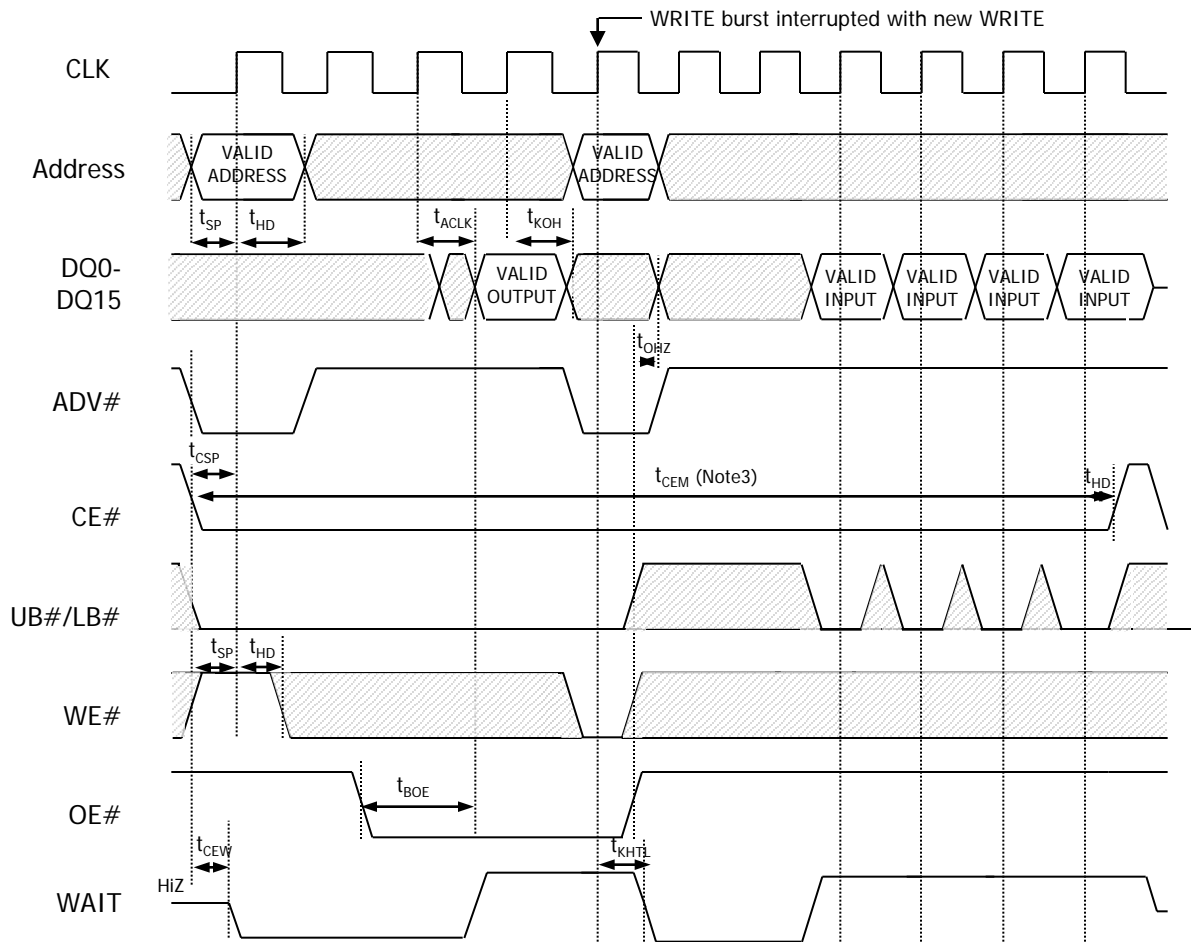 WRITE burst interrupted with new WRITE
CLK
Address
VALID
ADDRESS
VALID
ADDRESS
tSP
tHD
tACLK
tKOH
DQ0-
DQ15
VALID
OUTPUT
VALID
INPUT
VALID
INPUT
VALID
INPUT
VALID
INPUT
tOHZ
ADV#
tCSP
tCEM (Note3)
tHD
CE#
UB#/LB#
tSP
tHD
WE#
tBOE
OE#
tCEW
tKHTL
HiZ
WAIT